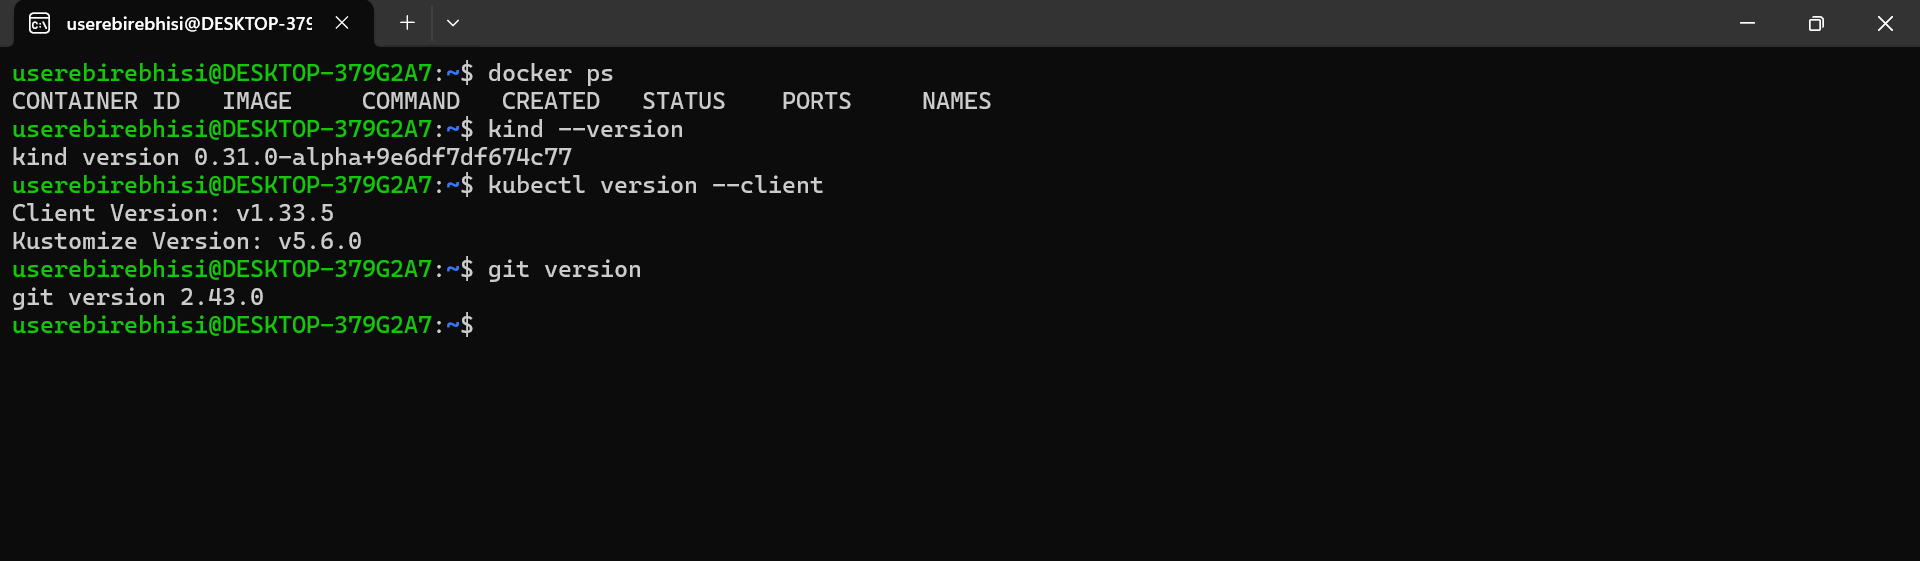 userebirebhisi@DESKTOP-379
userebirebhisi@DESKTOP-379G2A7:~$ docker ps
CONTAINER ID   IMAGE     COMMAND   CREATED   STATUS    PORTS     NAMES
userebirebhisi@DESKTOP-379G2A7:~$ kind --version
kind version 0.31.0-alpha+9e6df7df674c77
userebirebhisi@DESKTOP-379G2A7:~$ kubectl version --client
Client Version: v1.33.5
Kustomize Version: v5.6.0
userebirebhisi@DESKTOP-379G2A7:~$ git version
git version 2.43.0
userebirebhisi@DESKTOP-379G2A7:~$